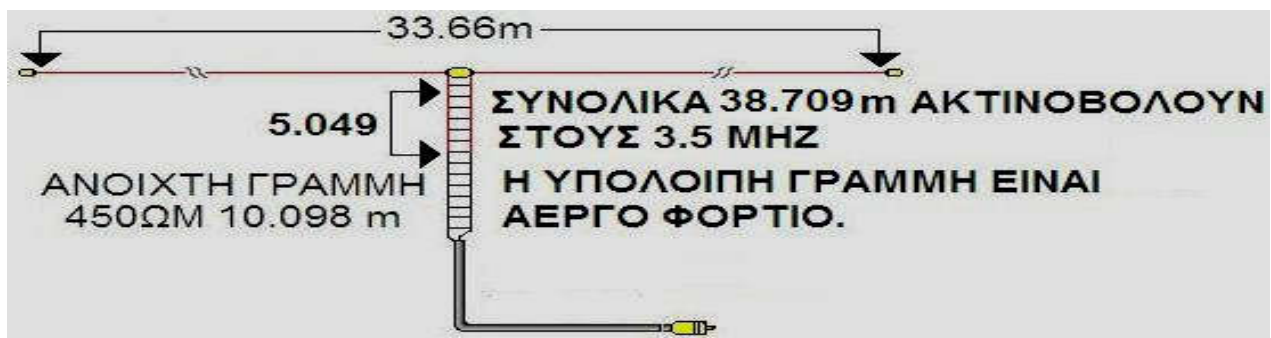 33.66m
5.049
ΣΥΝΟΛΙΚΑ 38.709m ΑΚΤΙΝΟΒΟΛΟΥΝ
ΣΤΟΥΣ 3.5 MHZ
ΑΝΟΙΧΤΗ ΓΡΑΜΜΗ
450ΩΜ 10.098 m
Η ΥΠΟΛΟΙΠΗ ΓΡΑΜΜΗ ΕΙΝΑΙ
ΑΕΡΓΟ ΦΟΡΤΙΟ.